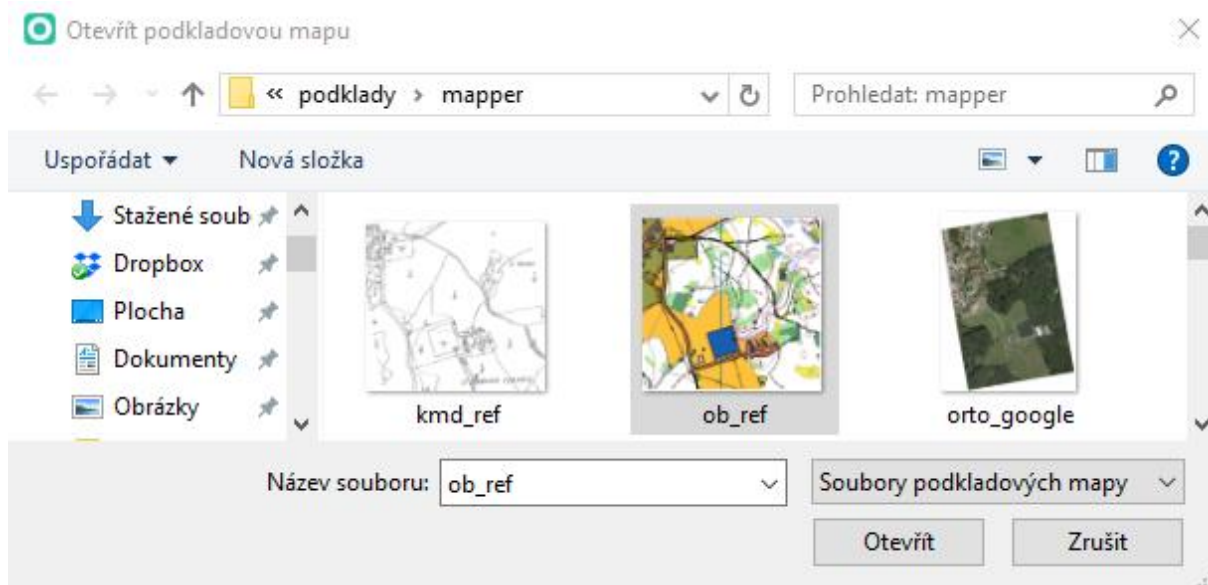 Otevřít podkladovou mapu
« podklady > mapper
Prohledat: mapper
Uspořádat
Nová složka
Stažené soub
Dropbox
Plocha
Dokumenty
Obrázky
kmd_ref
ob_ref
orto_google
Název souboru: ob_ref
Soubory podkladových mapy
Otevřít
Zrušit